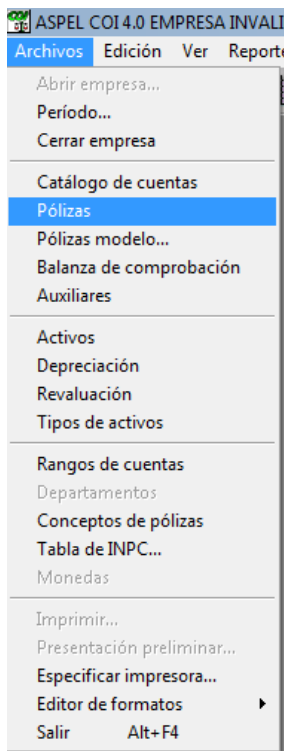 ASPEL COI 4.0 EMPRESA INVALI
Archivos Edición Ver Reporte
Abrir empresa...
Período...
Cerrar empresa
Catálogo de cuentas
Pólizas
Pólizas modelo...
Balanza de comprobación
Auxiliares
Activos
Depreciación
Revaluación
Tipos de activos
Rangos de cuentas
Departamentos
Conceptos de pólizas
Tabla de INPC...
Monedas
Imprimir...
Presentación preliminar...
Especificar impresora...
Editor de formatos
Salir Alt+F4